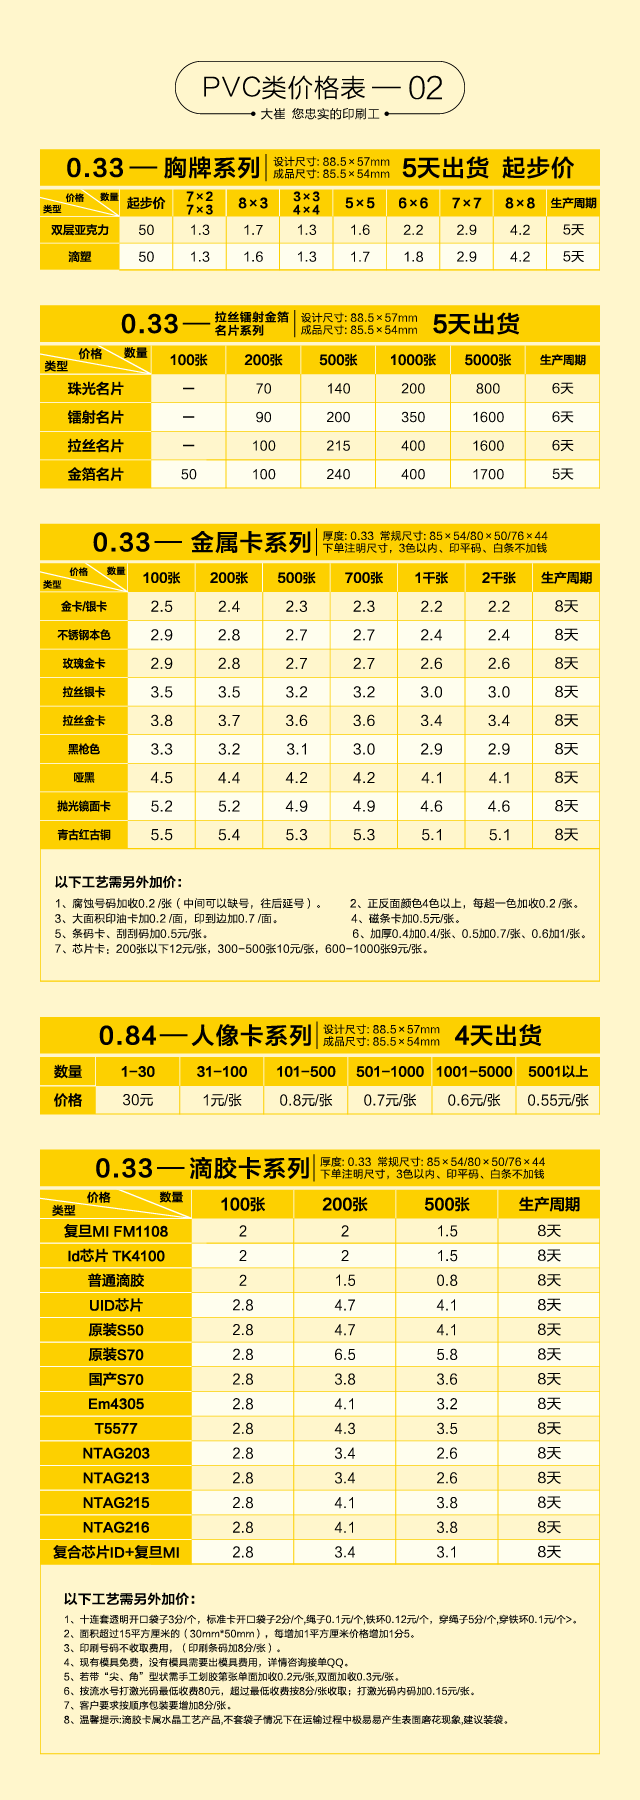 PVC类价格表 — 02
大崔 您忠实的印刷工
0.33 — 胸牌系列 设计尺寸: 88.5×57mm 5天出货 起步价
成品尺寸: 85.5×54mm
价格 数量 类型 起步价 7×2 7×3 8×3 3×3 4×4 5×5 6×6 7×7 8×8 生产周期
双层亚克力 50 1.3 1.7 1.3 1.6 2.2 2.9 4.2 5天
滴塑 50 1.3 1.6 1.3 1.7 1.8 2.9 4.2 5天
0.33 — 拉丝镭射金箔 名片系列 设计尺寸: 88.5×57mm 5天出货
成品尺寸: 85.5×54mm
价格 数量 类型 100张 200张 500张 1000张 5000张 生产周期
珠光名片 — 70 140 200 800 6天
镭射名片 — 90 200 350 1600 6天
拉丝名片 — 100 215 400 1600 6天
金箔名片 50 100 240 400 1700 5天
0.33 — 金属卡系列 厚度: 0.33 常规尺寸: 85×54/80×50/76×44
下单注明尺寸, 3色以内、印平码、白条不加钱
价格 数量 类型 100张 200张 500张 700张 1千张 2千张 生产周期
金卡/银卡 2.5 2.4 2.3 2.3 2.2 2.2 8天
不锈钢本色 2.9 2.8 2.7 2.7 2.4 2.4 8天
玫瑰金卡 2.9 2.8 2.7 2.7 2.6 2.6 8天
拉丝银卡 3.5 3.5 3.2 3.2 3.0 3.0 8天
拉丝金卡 3.8 3.7 3.6 3.6 3.4 3.4 8天
黑枪色 3.3 3.2 3.1 3.0 2.9 2.9 8天
哑黑 4.5 4.4 4.2 4.2 4.1 4.1 8天
抛光镜面卡 5.2 5.2 4.9 4.9 4.6 4.6 8天
青古红古铜 5.5 5.4 5.3 5.3 5.1 5.1 8天
以下工艺需另外加价：
1、腐蚀号码加收0.2 /张（中间可以缺号，往后延号）。 2、正反面颜色4色以上，每超一色加收0.2 /张。
3、大面积印油卡加0.2 /面，印到边加0.7 /面。 4、磁条卡加0.5元/张。
5、条码卡、刮刮码加0.5元/张。 6、加厚0.4加0.4/张、0.5加0.7/张、0.6加1/张。
7、芯片卡；200张以下12元/张，300-500张10元/张，600-1000张9元/张。
0.84 — 人像卡系列 设计尺寸: 88.5×57mm 4天出货
成品尺寸: 85.5×54mm
数量 1-30 31-100 101-500 501-1000 1001-5000 5001以上
价格 30元 1元/张 0.8元/张 0.7元/张 0.6元/张 0.55元/张
0.33 — 滴胶卡系列 厚度: 0.33 常规尺寸: 85×54/80×50/76×44
下单注明尺寸, 3色以内、印平码、白条不加钱
价格 数量 类型 100张 200张 500张 生产周期
复旦MI FM1108 2 2 1.5 8天
Id芯片 TK4100 2 2 1.5 8天
普通滴胶 2 1.5 0.8 8天
UID芯片 2.8 4.7 4.1 8天
原装S50 2.8 4.7 4.1 8天
原装S70 2.8 6.5 5.8 8天
国产S70 2.8 3.8 3.6 8天
Em4305 2.8 4.1 3.2 8天
T5577 2.8 4.3 3.5 8天
NTAG203 2.8 3.4 2.6 8天
NTAG213 2.8 3.4 2.6 8天
NTAG215 2.8 4.1 3.8 8天
NTAG216 2.8 4.1 3.8 8天
复合芯片ID+复旦MI 2.8 3.4 3.1 8天
以下工艺需另外加价：
1、十连套透明开口袋子3分/个，标准卡开口袋子2分/个,绳子0.1元/个,铁环0.12元/个，穿绳子5分/个,穿铁环0.1元/个>。
2、面积超过15平方厘米的（30mm*50mm），每增加1平方厘米价格增加1分5。
3、印刷号码不收取费用，（印刷条码加8分/张）。
4、现有模具免费，没有模具需要出模具费用，详情咨询接单QQ。
5、若带“尖、角”型状需手工划胶第张单面加收0.2元/张,双面加收0.3元/张。
6、按流水号打激光码最低收费80元，超过最低收费按8分/张收取；打激光码内码加0.15元/张。
7、客户要求按顺序包装要增加8分/张。
8、温馨提示:滴胶卡属水晶工艺产品,不套袋子情况下在运输过程中极易易产生表面磨花现象,建议装袋。